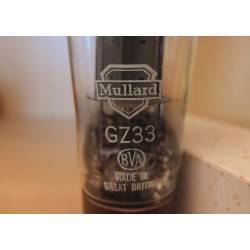 Mullard
GZ33
BVA
MADE IN
GREAT BRITAIN